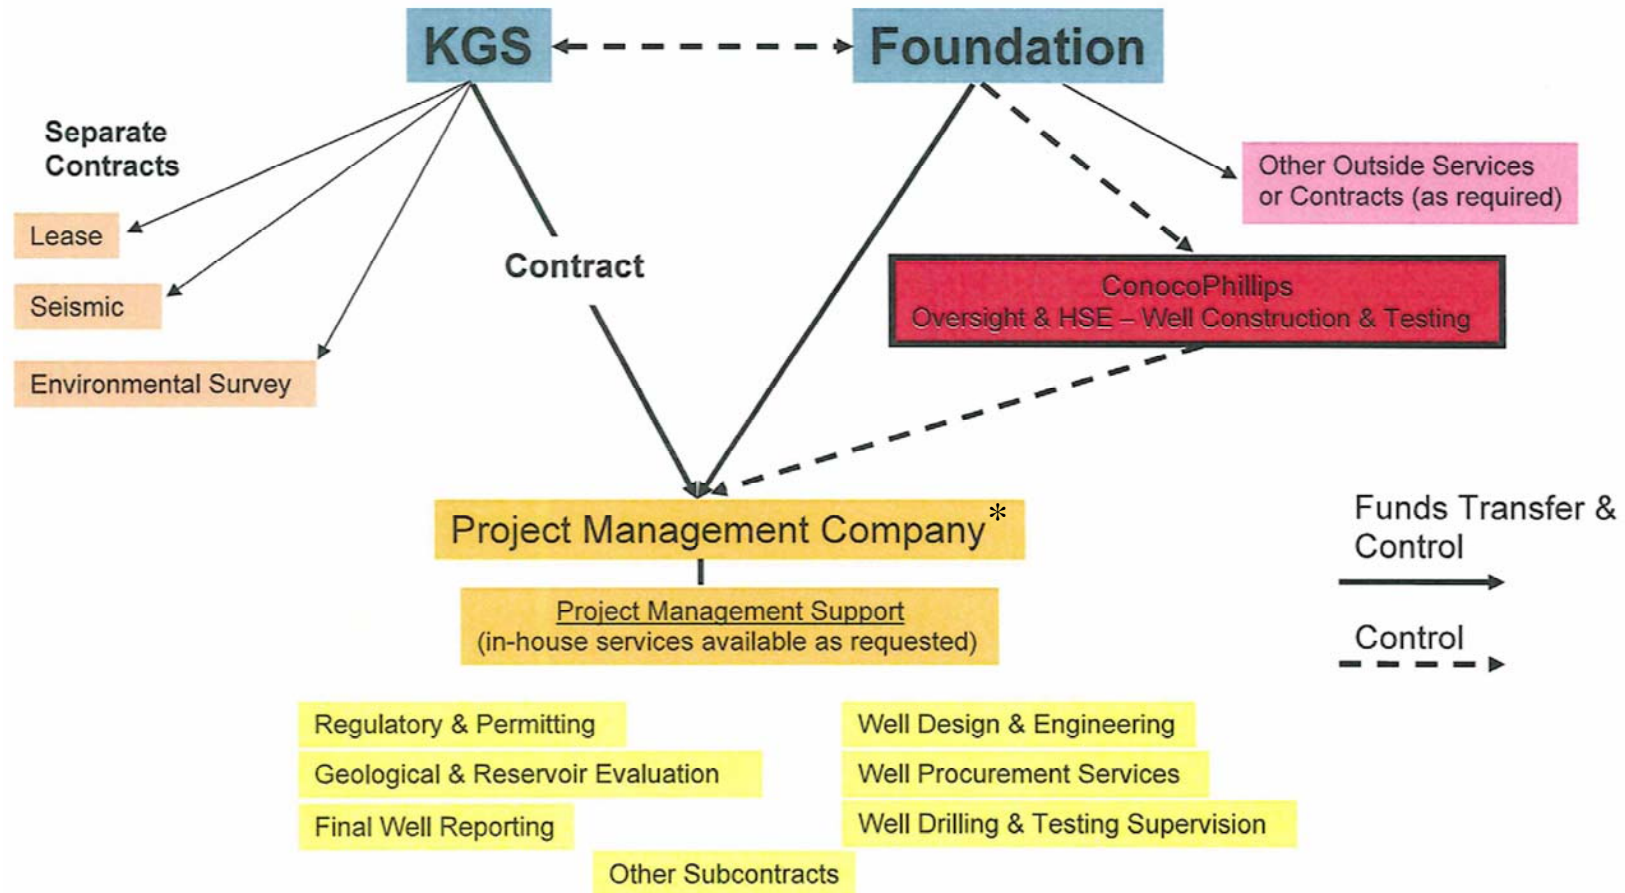 KGS
Foundation
Separate
Contracts
Other Outside Services
or Contracts (as required)
Lease
Contract
ConocoPhillips
Oversight & HSE – Well Construction & Testing
Seismic
Environmental Survey
Project Management Company*
Funds Transfer &
Control
Project Management Support
(in-house services available as requested)
Control
Regulatory & Permitting
Well Design & Engineering
Geological & Reservoir Evaluation
Well Procurement Services
Final Well Reporting
Well Drilling & Testing Supervision
Other Subcontracts